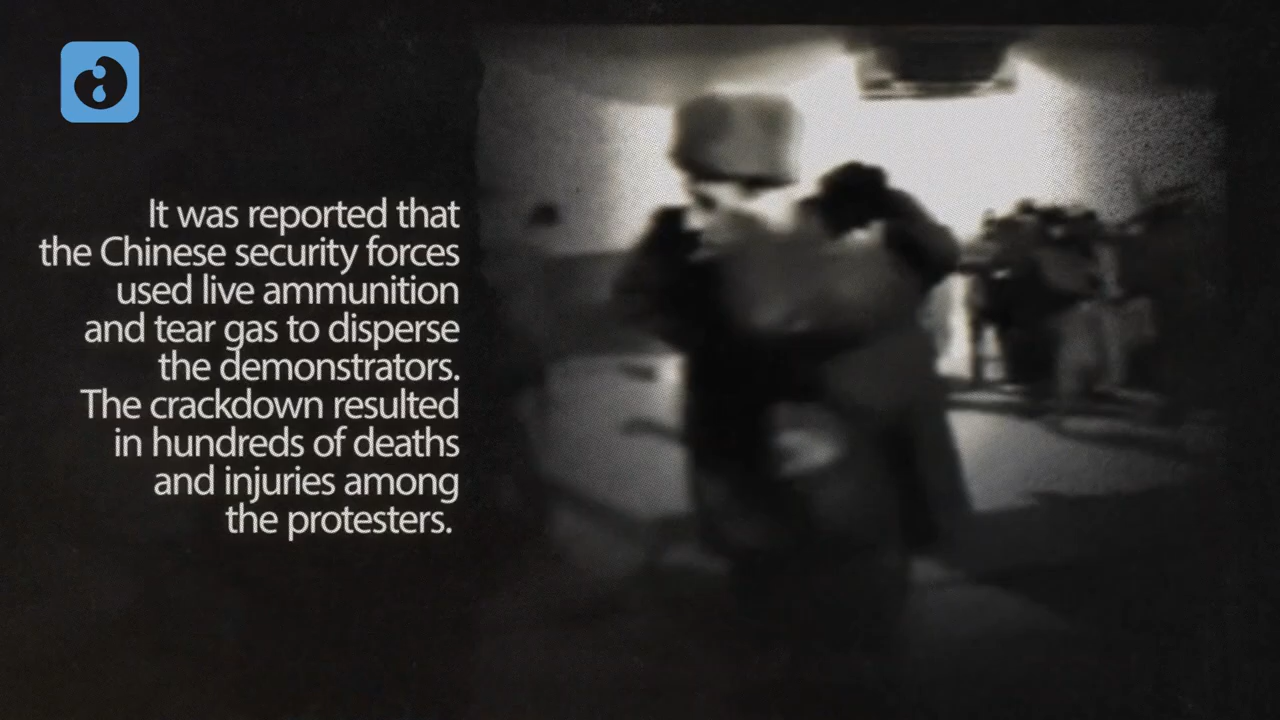 It was reported that
the Chinese security forces
used live ammunition
and tear gas to disperse
the demonstrators.
The crackdown resulted
in hundreds of deaths
and injuries among
the protesters.